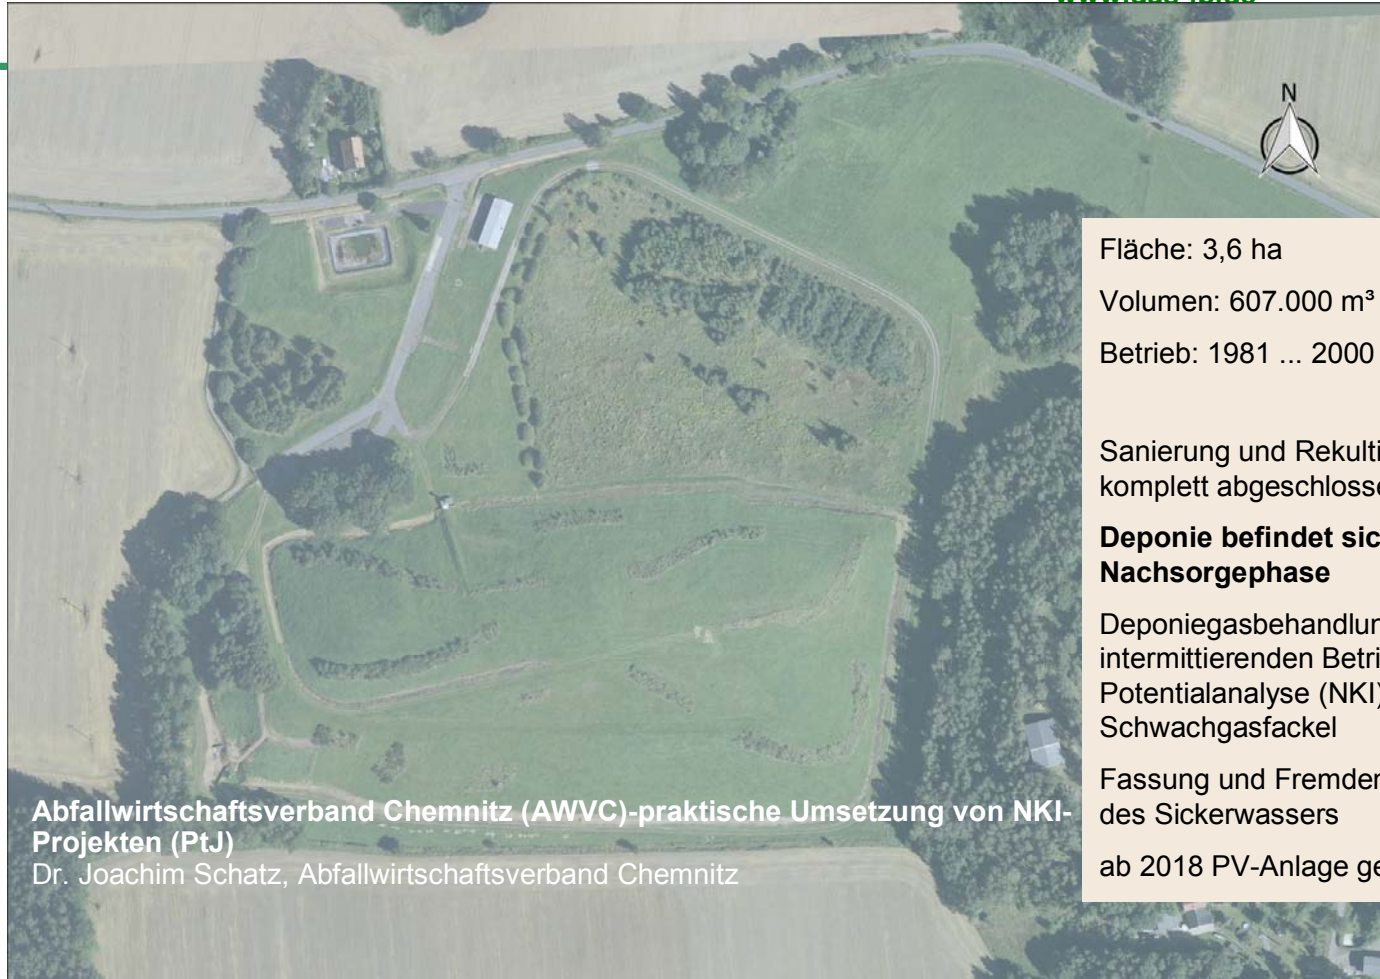 N
Fläche: 3,6 ha
Volumen: 607.000 m³
Betrieb: 1981 ... 2000
Sanierung und Rekulti
komplett abgeschlosse
Deponie befindet sic
Nachsorgephase
Deponiegasbehandlun
intermittierenden Betri
Potentialanalyse (NKI)
Schwachgasfackel
Fassung und Fremden
des Sickerwassers
ab 2018 PV-Anlage ge
Abfallwirtschaftsverband Chemnitz (AWVC)-praktische Umsetzung von NKI-
Projekten (PtJ)
Dr. Joachim Schatz, Abfallwirtschaftsverband Chemnitz